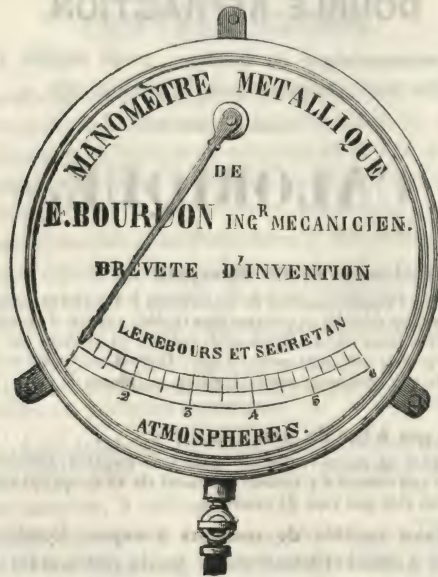 MANOMÈTRE METALLIQUE
DE
E.BOURDON INGR MECANICIEN.
BREVETE D'INVENTION
LEREBOURS ET SECRETAN
2 3 4 5 6
ATMOSPHERES.